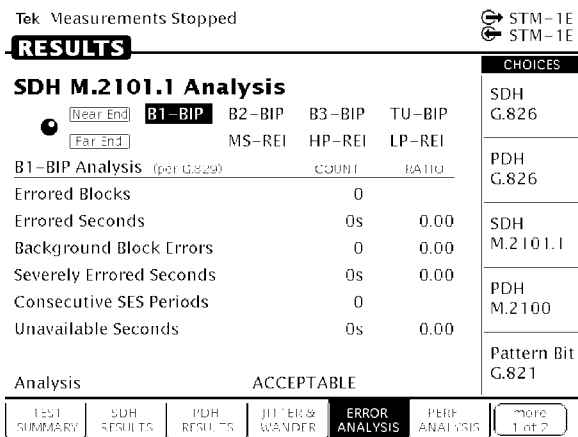 Tek Measurements Stopped
STM-1E
STM-1E
RESULTS
CHOICES
SDH M.2101.1 Analysis
Near End B1-BIP B2-BIP B3-BIP TU-BIP
Far End MS-REI HP-REI LP-REI
B1-BIP Analysis (per G.829) COUNT RATIO
Errored Blocks 0
Errored Seconds 0s 0.00
Background Block Errors 0 0.00
Severely Errored Seconds 0s 0.00
Consecutive SES Periods 0
Unavailable Seconds 0s 0.00
Analysis ACCEPTABLE
SDH
G.826
PDH
G.826
SDH
M.2101.1
PDH
M.2100
Pattern Bit
G.821
TEST
SUMMARY
SDH
RESULTS
PDH
RESULTS
JITTER &
WANDER
ERROR
ANALYSIS
PERF
ANALYSIS
more
1 of 2